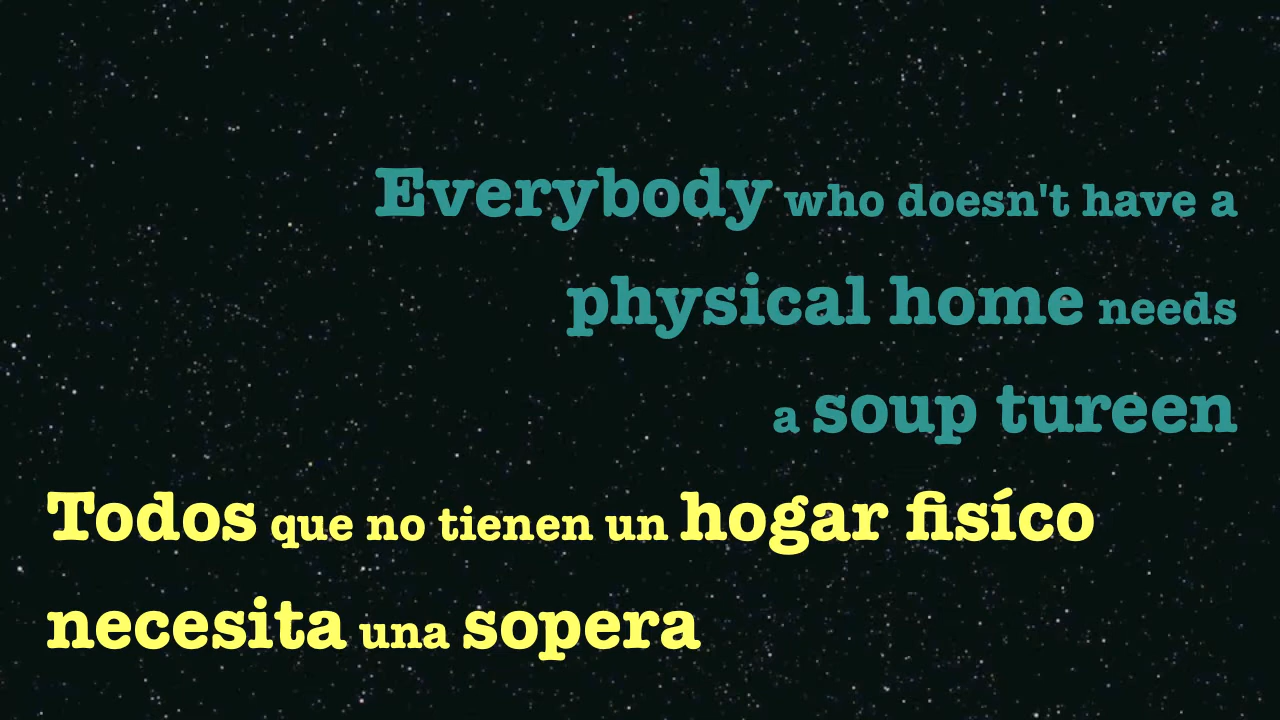 Everybody who doesn't have a
physical home needs
a soup tureen
Todos que no tienen un hogar fisíco
necesita una sopera